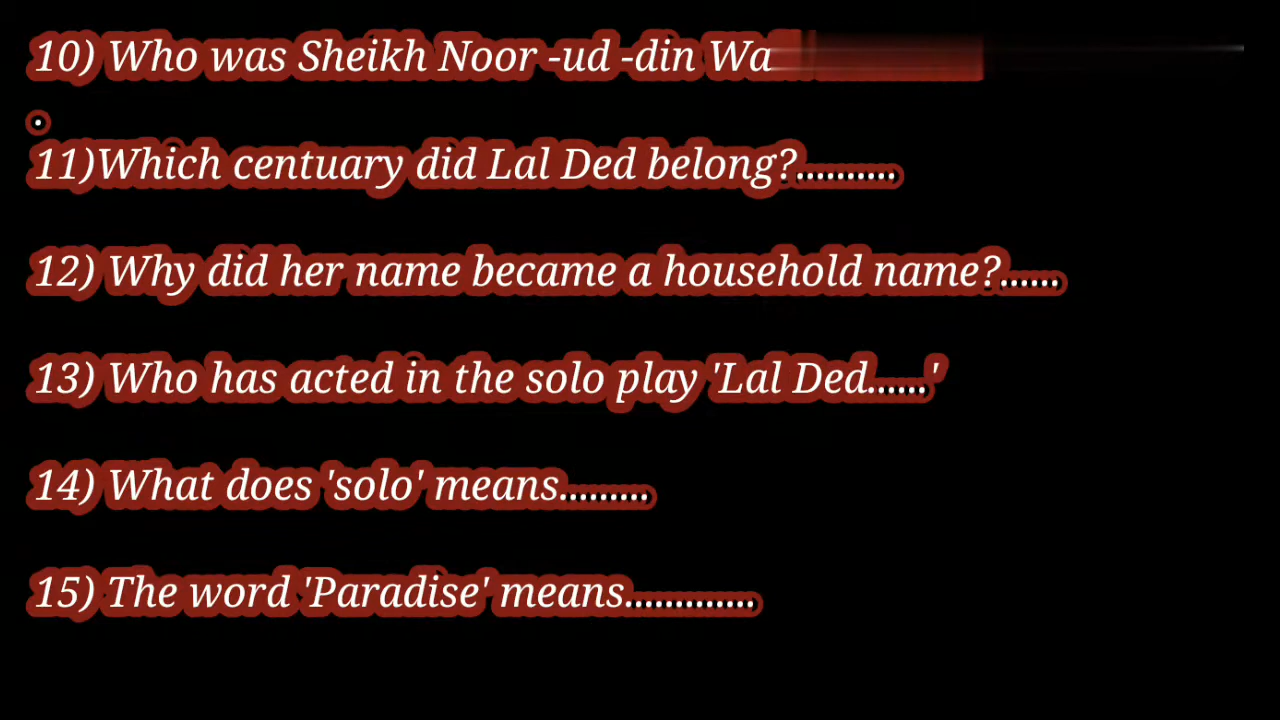 10) Who was Sheikh Noor -ud -din Wa
.
11)Which centuary did Lal Ded belong?..........
12) Why did her name became a household name?......
13) Who has acted in the solo play 'Lal Ded......'
14) What does 'solo' means.........
15) The word 'Paradise' means.............